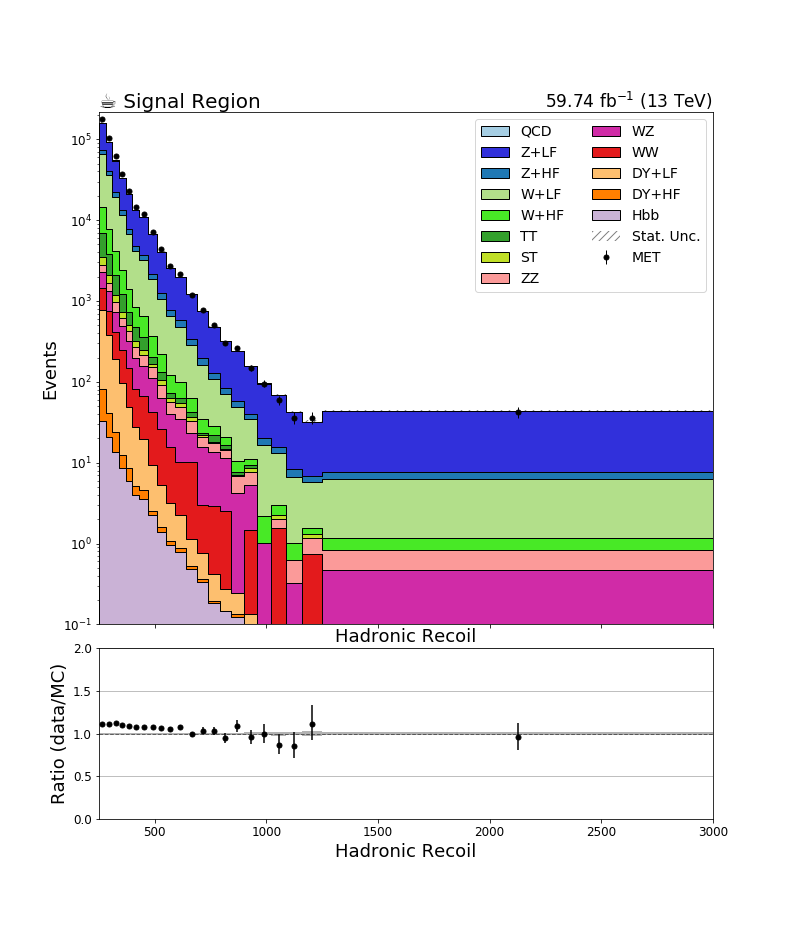 ☕ Signal Region
59.74 fb⁻¹ (13 TeV)
QCD
Z+LF
Z+HF
W+LF
W+HF
TT
ST
ZZ
WZ
WW
DY+LF
DY+HF
Hbb
Stat. Unc.
MET
Events
10⁵
10⁴
10³
10²
10¹
10⁰
10⁻¹
Hadronic Recoil
Ratio (data/MC)
2.0
1.5
1.0
0.5
0.0
500 1000 1500 2000 2500 3000
Hadronic Recoil